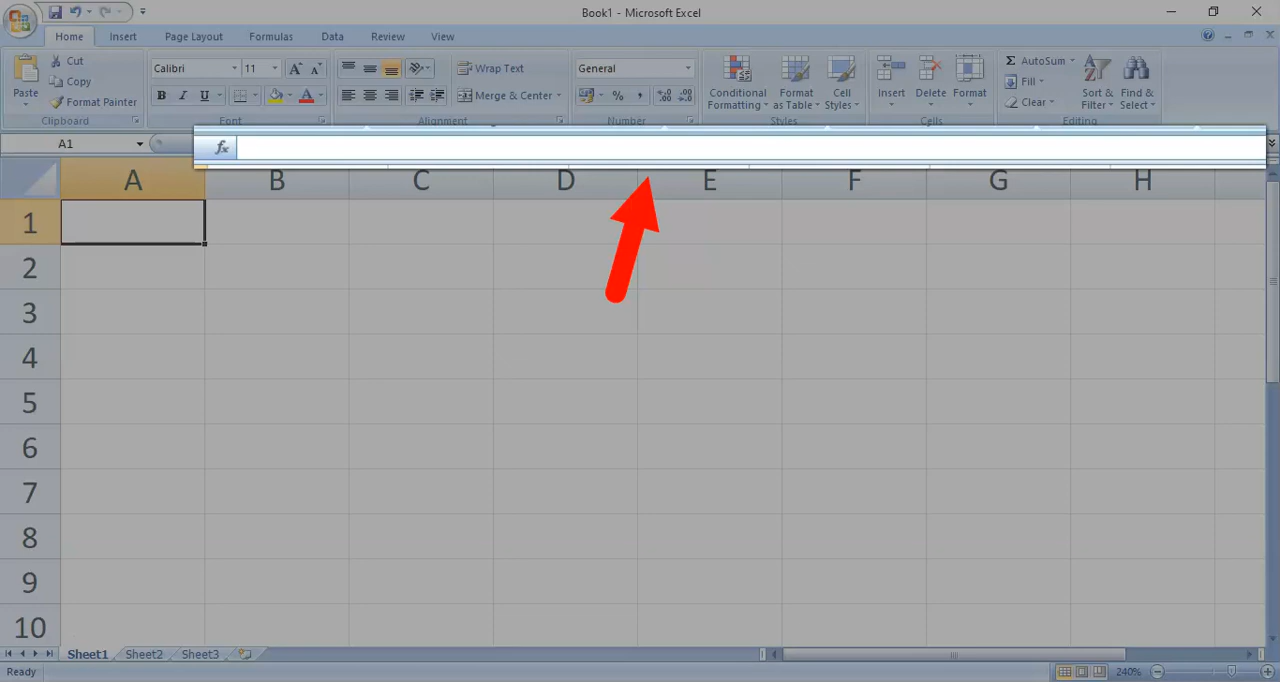 Book1 - Microsoft Excel
Home Insert Page Layout Formulas Data Review View
Cut
Copy
Format Painter
Paste
Clipboard
Calibri 11 A A
B I U A
Font
Wrap Text
Merge & Center
Alignment
General
% ,
Number
Conditional Formatting
Format as Table
Cell Styles
Styles
Insert Delete Format
Cells
Σ AutoSum
Fill
Clear
Sort & Filter
Find & Select
Editing
A1 fx
A B C D E F G H
1
2
3
4
5
6
7
8
9
10
Sheet1 Sheet2 Sheet3
Ready 240%